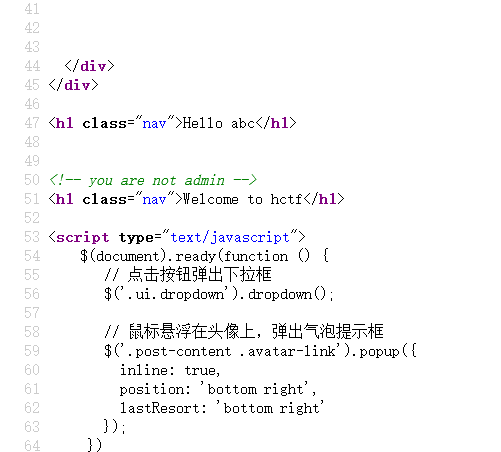 41
42
43
44 </div>
45 </div>
46
47 <h1 class="nav">Hello abc</h1>
48
49
50 <!-- you are not admin -->
51 <h1 class="nav">Welcome to hctf</h1>
52
53 <script type="text/javascript">
54 $(document).ready(function () {
55 // 点击按钮弹出下拉框
56 $('.ui.dropdown').dropdown();
57
58 // 鼠标悬浮在头像上，弹出气泡提示框
59 $('.post-content .avatar-link').popup({
60 inline: true,
61 position: 'bottom right',
62 lastResort: 'bottom right'
63 });
64 })